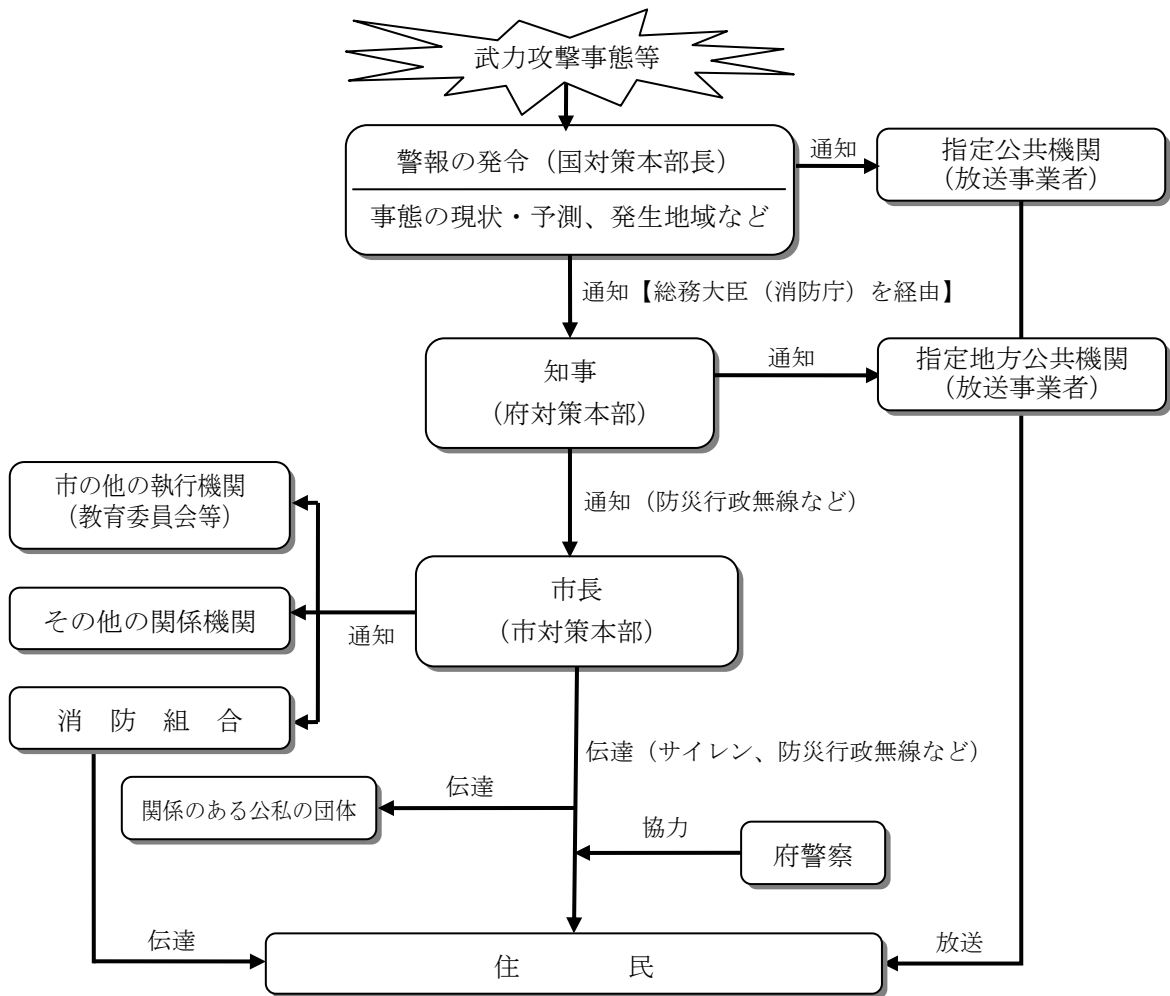 武力攻撃事態等
警報の発令（国対策本部長）
事態の現状・予測、発生地域など
通知
指定公共機関
（放送事業者）
通知【総務大臣（消防庁）を経由】
知事
（府対策本部）
通知
指定地方公共機関
（放送事業者）
通知（防災行政無線など）
市の他の執行機関
（教育委員会等）
市長
（市対策本部）
その他の関係機関
通知
消　防　組　合
伝達（サイレン、防災行政無線など）
関係のある公私の団体
伝達
協力
府警察
伝達
住　　　　民
放送